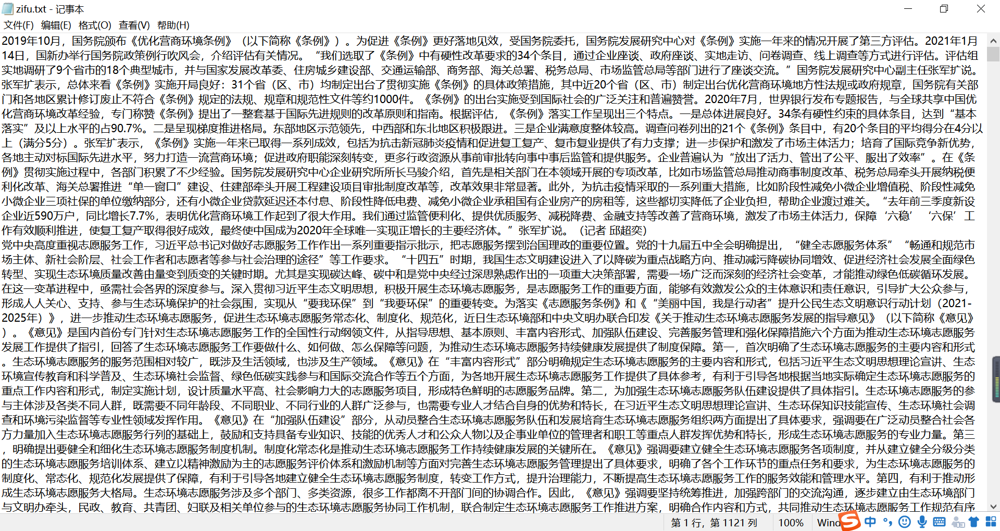 zifu.txt - 记事本
文件(F) 编辑(E) 格式(O) 查看(V) 帮助(H)
2019年10月，国务院颁布《优化营商环境条例》（以下简称《条例》）。为促进《条例》更好落地见效，受国务院委托，国务院发展研究中心对《条例》实施一年来的情况开展了第三方评估。2021年1月
14日，国新办举行国务院政策例行吹风会，介绍评估有关情况。“我们选取了《条例》中有硬性改革要求的34个条目，通过企业座谈、政府座谈、实地走访、问卷调查、线上调查等方式进行评估。评估组
实地调研了9个省市的18个典型城市，并与国家发展改革委、住房城乡建设部、交通运输部、商务部、海关总署、税务总局、市场监管总局等部门进行了座谈交流。”国务院发展研究中心副主任张军扩说。
张军扩表示，总体来看《条例》实施开局良好：31个省（区、市）均制定出台了贯彻实施《条例》的具体政策措施，其中近20个省（区、市）制定出台优化营商环境地方性法规或政府规章，国务院有关部
门和各地区累计修订废止不符合《条例》规定的法规、规章和规范性文件等约1000件。《条例》的出台实施受到国际社会的广泛关注和普遍赞誉。2020年7月，世界银行发布专题报告，与全球共享中国优
化营商环境改革经验，专门称赞《条例》提出了一整套基于国际先进规则的改革原则和指南。根据评估，《条例》落实工作呈现出三个特点。一是总体进展良好。34条有硬性约束的具体条目，达到“基本
落实”及以上水平的占90.7%。二是呈现梯度推进格局。东部地区示范领先，中西部和东北地区积极跟进。三是企业满意度整体较高。调查问卷列出的21个《条例》条目中，有20个条目的平均得分在4分以
上（满分5分）。张军扩表示，《条例》实施一年来已取得一系列成效，包括为抗击新冠肺炎疫情和促进复工复产、复市复业提供了有力支撑；进一步保护和激发了市场主体活力；培育了国际竞争新优势，
各地主动对标国际先进水平，努力打造一流营商环境；促进政府职能深刻转变，更多行政资源从事前审批转向事中事后监管和提供服务。企业普遍认为“放出了活力、管出了公平、服出了效率”。在《条
例》贯彻实施过程中，各部门积累了不少经验。国务院发展研究中心企业研究所所长马骏介绍，首先是相关部门在本领域开展的专项改革，比如市场监管总局推动商事制度改革、税务总局牵头开展纳税便
利化改革、海关总署推进“单一窗口”建设、住建部牵头开展工程建设项目审批制度改革等，改革效果非常显著。此外，为抗击疫情采取的一系列重大措施，比如阶段性减免小微企业增值税、阶段性减免
小微企业三项社保的单位缴纳部分，还有小微企业贷款延迟还本付息、阶段性降低电费、减免小微企业承租国有企业房产的房租等，这些都切实降低了企业负担，帮助企业渡过难关。“去年前三季度新设
企业近590万户，同比增长7.7%，表明优化营商环境工作起到了很大作用。我们通过监管便利化、提供优质服务、减税降费、金融支持等改善了营商环境，激发了市场主体活力，保障‘六稳’‘六保’工
作有效顺利推进，使复工复产取得很好成效，最终使中国成为2020年全球唯一实现正增长的主要经济体。”张军扩说。（记者 邱超奕）
党中央高度重视志愿服务工作，习近平总书记对做好志愿服务工作作出一系列重要指示批示，把志愿服务摆到治国理政的重要位置。党的十九届五中全会明确提出，“健全志愿服务体系”“畅通和规范市
场主体、新社会阶层、社会工作者和志愿者等参与社会治理的途径”等工作要求。“十四五”时期，我国生态文明建设进入了以降碳为重点战略方向、推动减污降碳协同增效、促进经济社会发展全面绿色
转型、实现生态环境质量改善由量变到质变的关键时期。尤其是实现碳达峰、碳中和是党中央经过深思熟虑作出的一项重大决策部署，需要一场广泛而深刻的经济社会变革，才能推动绿色低碳循环发展。
在这一变革进程中，亟需社会各界的深度参与。深入贯彻习近平生态文明思想，积极开展生态环境志愿服务，是志愿服务工作的重要方面，能够有效激发公众的主体意识和责任意识，引导扩大公众参与，
形成人人关心、支持、参与生态环境保护的社会氛围，实现从“要我环保”到“我要环保”的重要转变。为落实《志愿服务条例》和《“美丽中国，我是行动者”提升公民生态文明意识行动计划（2021-
2025年）》，进一步推动生态环境志愿服务，促进生态环境志愿服务常态化、制度化、规范化，近日生态环境部和中央文明办联合印发《关于推动生态环境志愿服务发展的指导意见》（以下简称《意见》
）。《意见》是国内首份专门针对生态环境志愿服务工作的全国性行动纲领文件，从指导思想、基本原则、丰富内容形式、加强队伍建设、完善服务管理和强化保障措施六个方面为推动生态环境志愿服务
发展工作提供了指引，回答了生态环境志愿服务工作要做什么、如何做、怎么保障等问题，为推动生态环境志愿服务持续健康发展提供了制度保障。第一，首次明确了生态环境志愿服务的主要内容和形式
。生态环境志愿服务的服务范围相对较广，既涉及生活领域，也涉及生产领域。《意见》在“丰富内容形式”部分明确规定生态环境志愿服务的主要内容和形式，包括习近平生态文明思想理论宣讲、生态
环境宣传教育和科学普及、生态环境社会监督、绿色低碳实践参与和国际交流合作等五个方面，为各地开展生态环境志愿服务工作提供了具体参考，有利于引导各地根据当地实际确定生态环境志愿服务的
重点工作内容和形式，制定实施计划，设计质量水平高、社会影响力大的志愿服务项目，形成特色鲜明的志愿服务品牌。第二，为加强生态环境志愿服务队伍建设提供了具体指引。生态环境志愿服务的参
与主体涉及各类不同人群，既需要不同年龄段、不同职业、不同行业的人群广泛参与，也需要专业人才结合自身的优势和特长，在习近平生态文明思想理论宣讲、生态环保知识技能宣传、生态环境社会调
查和环境污染监督等专业性领域发挥作用。《意见》在“加强队伍建设”部分，从动员整合生态环境志愿服务队伍和发展培育生态环境志愿服务组织两方面提出了具体要求，强调要在广泛动员整合社会各
方力量加入生态环境志愿服务行列的基础上，鼓励和支持具备专业知识、技能的优秀人才和公众人物以及企事业单位的管理者和职工等重点人群发挥优势和特长，形成生态环境志愿服务的专业力量。第三
，明确提出要健全和细化生态环境志愿服务制度机制。制度化常态化是推动生态环境志愿服务工作持续健康发展的关键所在。《意见》强调要建立健全生态环境志愿服务各项制度，并从建立健全分级分类
的生态环境志愿服务培训体系、建立以精神激励为主的志愿服务评价体系和激励机制等方面对完善生态环境志愿服务管理提出了具体要求，明确了各个工作环节的重点任务和要求，为生态环境志愿服务的
制度化、常态化、规范化发展提供了保障，有利于引导各地建立健全生态环境志愿服务制度，转变工作方式，提升治理能力，不断提高生态环境志愿服务工作的服务效能和管理水平。第四，有利于推动形
成生态环境志愿服务大格局。生态环境志愿服务涉及多个部门、多类资源，很多工作都离不开部门间的协调合作。因此，《意见》强调要坚持统筹推进，加强跨部门的交流沟通，逐步建立由生态环境部门
与文明办牵头，民政、教育、共青团、妇联及相关单位参与的生态环境志愿服务协同工作机制，联合制定生态环境志愿服务工作推进方案，明确合作内容和方式，共同推动生态环境志愿服务工作规范有序
第 1 行，第 1121 列 100% Wind 中